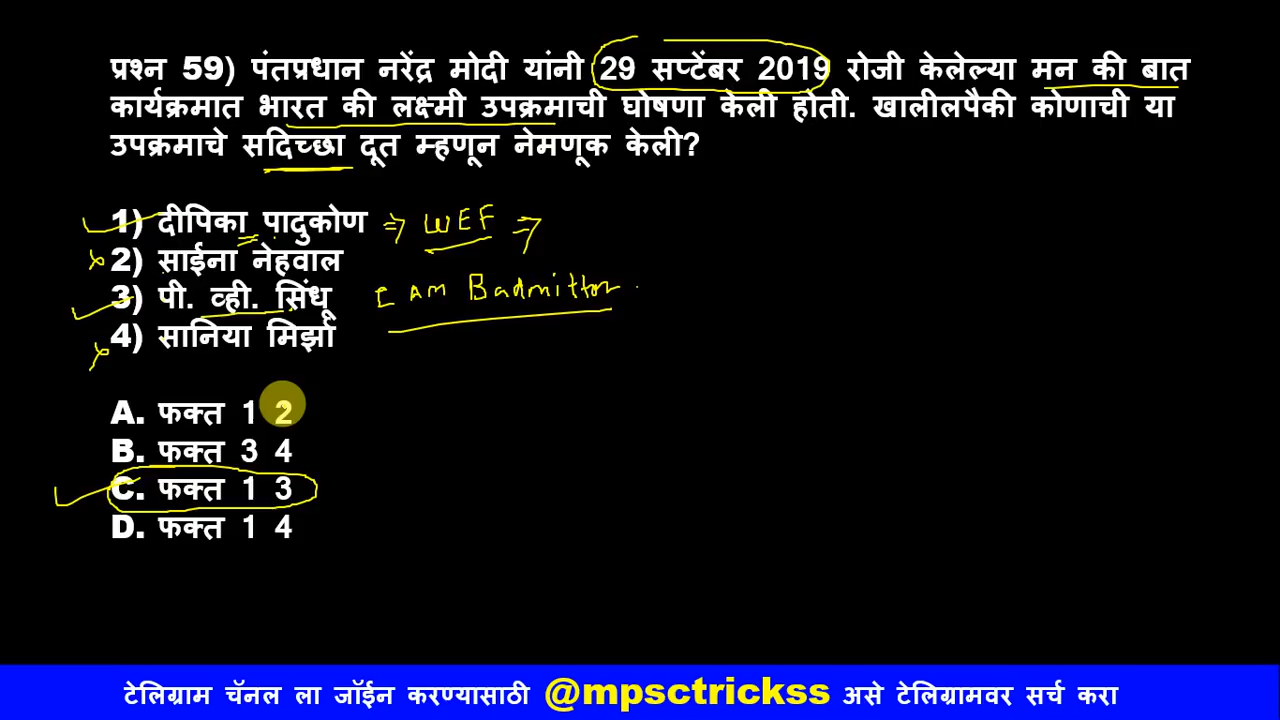 प्रश्न 59) पंतप्रधान नरेंद्र मोदी यांनी 29 सप्टेंबर 2019 रोजी केलेल्या मन की बात
कार्यक्रमात भारत की लक्ष्मी उपक्रमाची घोषणा केली होती. खालीलपैकी कोणाची या
उपक्रमाचे सदिच्छा दूत म्हणून नेमणूक केली?
1) दीपिका पादुकोण ⇒ WEF ⇒
2) साईना नेहवाल
3) पी. व्ही. सिंधू I AM Badmitton
4) सानिया मिर्झा
A. फक्त 1 2
B. फक्त 3 4
C. फक्त 1 3
D. फक्त 1 4
टेलिग्राम चॅनल ला जॉईन करण्यासाठी @mpsctrickss असे टेलिग्रामवर सर्च करा